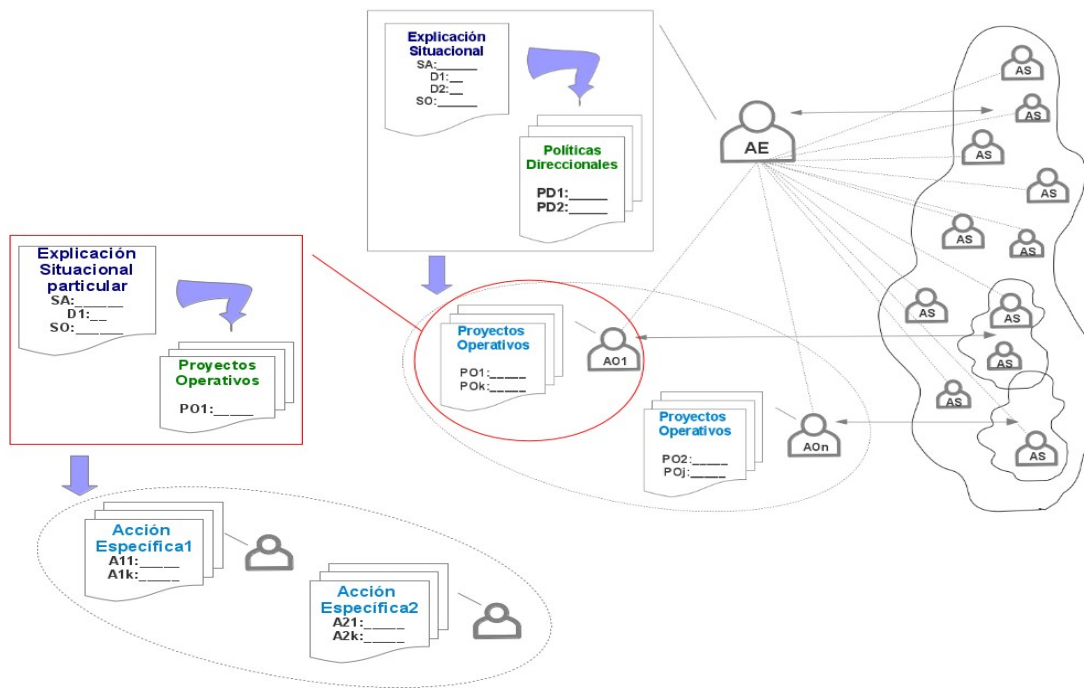 Explicación
Situacional
SA:______
D1:__
D2:__
SO:______
Políticas
Direccionales
PD1:_____
PD2:_____
AE
AS
AS
AS
AS
AS
AS
AS
AS
AS
AS
AS
Explicación
Situacional
particular
SA:______
D1:__
SO:______
Proyectos
Operativos
PO1:_____
Proyectos
Operativos
PO1:_____
POk:_____
AO1
Proyectos
Operativos
PO2:_____
POj:_____
AOn
Acción
Específica1
A11:_____
A1k:_____
Acción
Específica2
A21:_____
A2k:_____